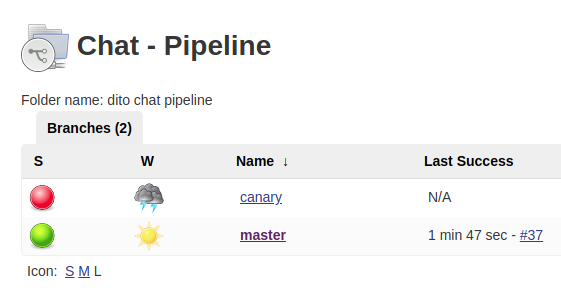 Chat - Pipeline
Folder name: dito chat pipeline
Branches (2)
S W Name ↓ Last Success
canary N/A
master 1 min 47 sec - #37
Icon: S M L